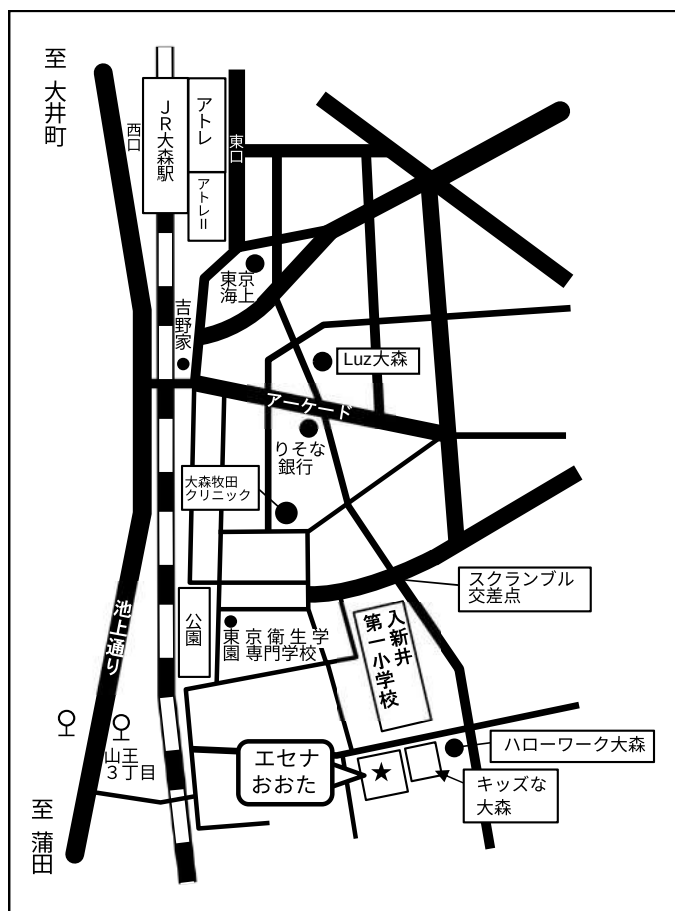 至 大井町
西口
JR大森駅
アトレ
アトレⅡ
東口
東京
海上
吉野家
Luz大森
アーケード
りそな
銀行
大森牧田
クリニック
スクランブル
交差点
池上通り
公園
東京衛生学
園専門学校
入新井
第一小学校
山王
3丁目
エセナ
おおた
★
ハローワーク大森
キッズな
大森
至 蒲田